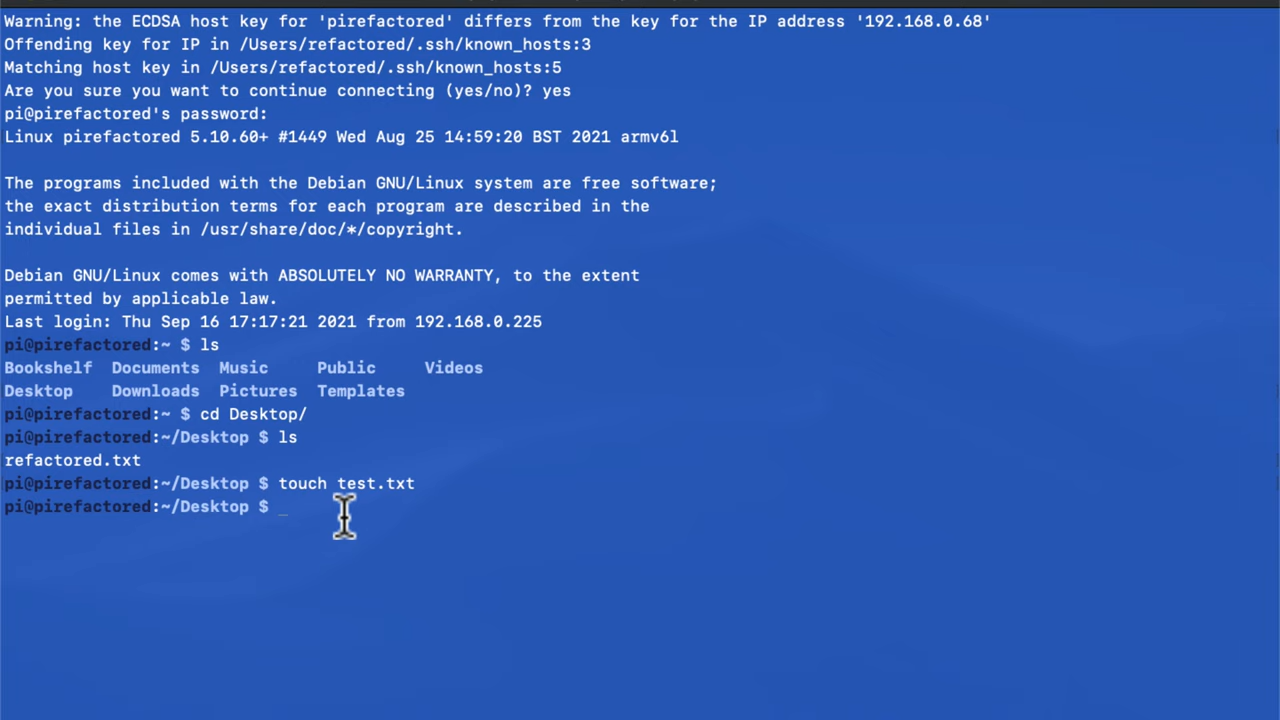 Warning: the ECDSA host key for 'pirefactored' differs from the key for the IP address '192.168.0.68'
Offending key for IP in /Users/refactored/.ssh/known_hosts:3
Matching host key in /Users/refactored/.ssh/known_hosts:5
Are you sure you want to continue connecting (yes/no)? yes
pi@pirefactored's password:
Linux pirefactored 5.10.60+ #1449 Wed Aug 25 14:59:20 BST 2021 armv6l
The programs included with the Debian GNU/Linux system are free software;
the exact distribution terms for each program are described in the
individual files in /usr/share/doc/*/copyright.
Debian GNU/Linux comes with ABSOLUTELY NO WARRANTY, to the extent
permitted by applicable law.
Last login: Thu Sep 16 17:17:21 2021 from 192.168.0.225
pi@pirefactored:~ $ ls
Bookshelf  Documents  Music     Public     Videos
Desktop    Downloads  Pictures  Templates
pi@pirefactored:~ $ cd Desktop/
pi@pirefactored:~/Desktop $ ls
refactored.txt
pi@pirefactored:~/Desktop $ touch test.txt
pi@pirefactored:~/Desktop $ _